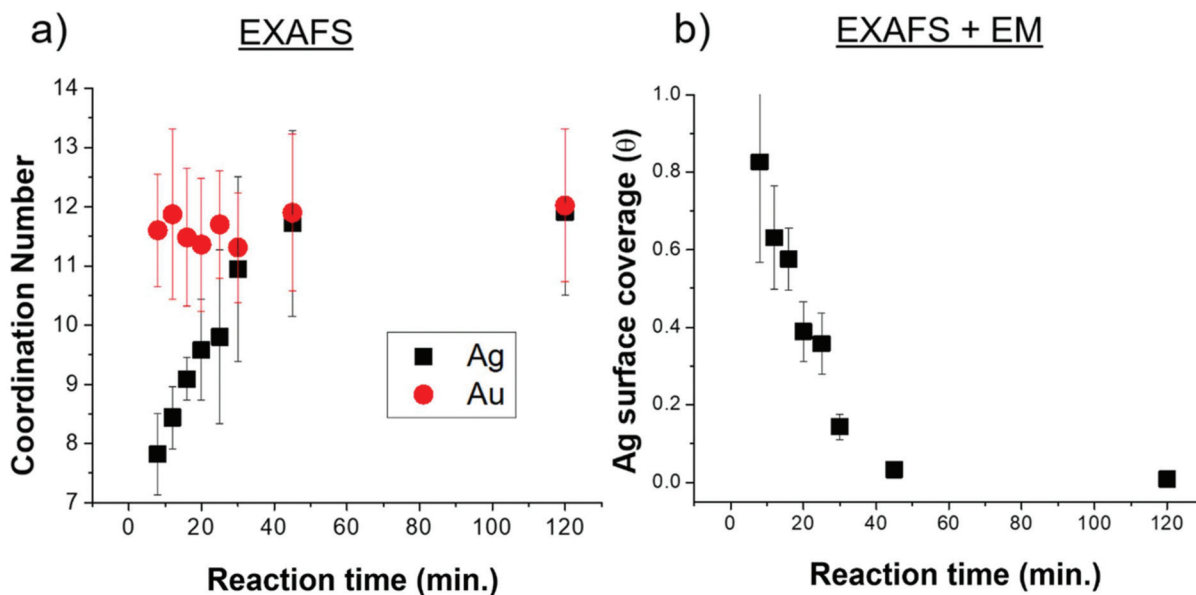 a)
EXAFS
Coordination Number
14
13
12
11
10
9
8
7
0 20 40 60 80 100 120
Reaction time (min.)
Ag
Au
b)
EXAFS + EM
Ag surface coverage (θ)
1.0
0.8
0.6
0.4
0.2
0.0
0 20 40 60 80 100 120
Reaction time (min.)